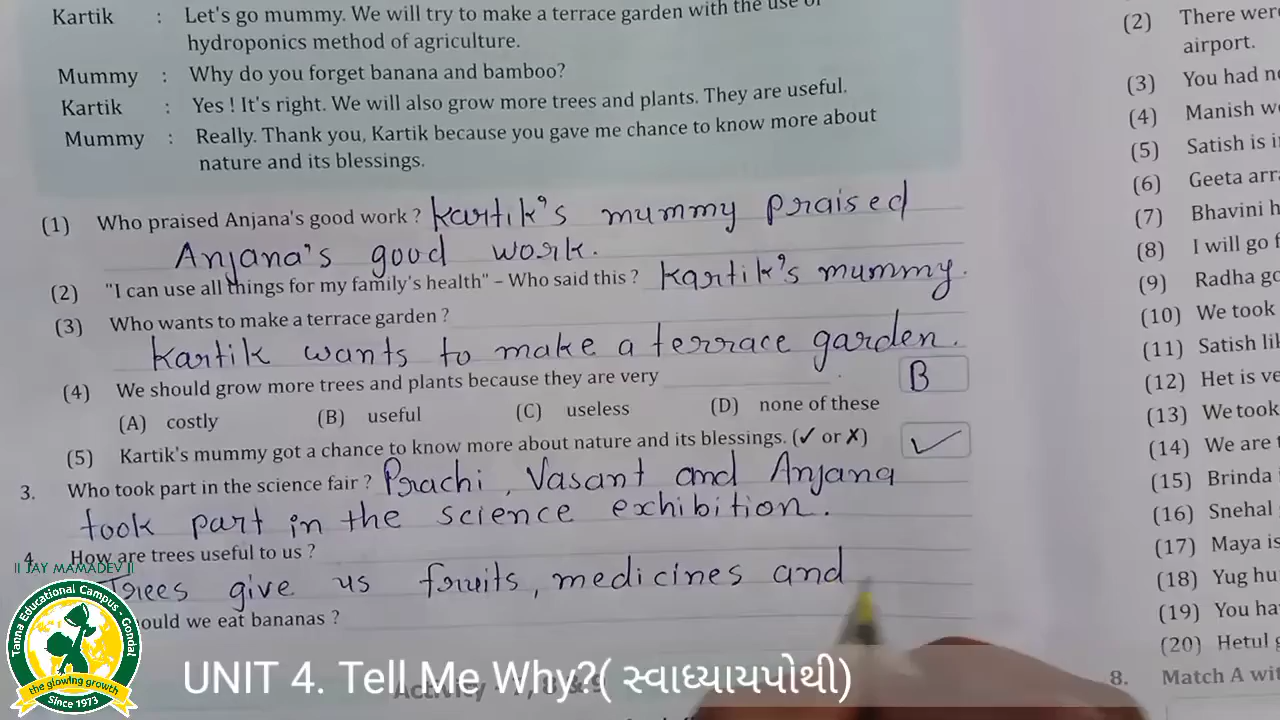 Kartik : Let's go mummy. We will try to make a terrace garden with the use of
hydroponics method of agriculture.
Mummy : Why do you forget banana and bamboo?
Kartik : Yes ! It's right. We will also grow more trees and plants. They are useful.
Mummy : Really. Thank you, Kartik because you gave me chance to know more about
nature and its blessings.
(1) Who praised Anjana's good work ? Kartik's mummy praised
Anjana's good work.
(2) "I can use all things for my family's health" – Who said this ? Kartik's mummy.
(3) Who wants to make a terrace garden ?
Kartik wants to make a terrace garden.
(4) We should grow more trees and plants because they are very B
(A) costly (B) useful (C) useless (D) none of these
(5) Kartik's mummy got a chance to know more about nature and its blessings. (✓ or ✗) ✓
3. Who took part in the science fair ? Prachi, Vasant and Anjana
took part in the science exhibition.
4. How are trees useful to us ?
Trees give us fruits, medicines and
ould we eat bananas ?
(2) There were
airport.
(3) You had
(4) Manish
(5) Satish is
(6) Geeta
(7) Bhavini
(8) I will go
(9) Radha
(10) We took
(11) Satish
(12) Het is
(13) We took
(14) We are
(15) Brinda
(16) Snehal
(17) Maya is
(18) Yug
(19) You
(20) Hetul
8. Match A
|| JAY MAMADEV ||
Tanna Educational Campus - Gondal
the glowing growth
Since 1973
UNIT 4. Tell Me Why?( સ્વાધ્યાયપોથી)